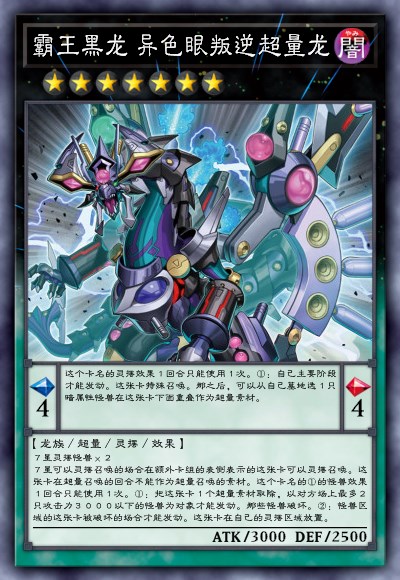 霸王黑龙 异色眼叛逆超量龙
やみ
闇
这个卡名的灵摆效果1回合只能使用1次。①：自己主要阶段
才能发动。这张卡特殊召唤。那之后，可以从自己墓地选1只
暗属性怪兽在这张卡下面重叠作为超量素材。
4
4
【龙族／超量／灵摆／效果】
7星灵摆怪兽×2
7星可以灵摆召唤的场合在额外卡组的表侧表示的这张卡可以灵摆召唤。这
张卡在超量召唤的回合不能作为超量召唤的素材。这个卡名的①的怪兽效果
1回合只能使用1次。①：把这张卡1个超量素材取除，以对方场上最多2
只攻击力3000以下的怪兽为对象才能发动。那些怪兽破坏。②：怪兽区
区域的这张卡被破坏的场合才能发动。这张卡在自己的灵摆区域放置。
ATK/3000 DEF/2500